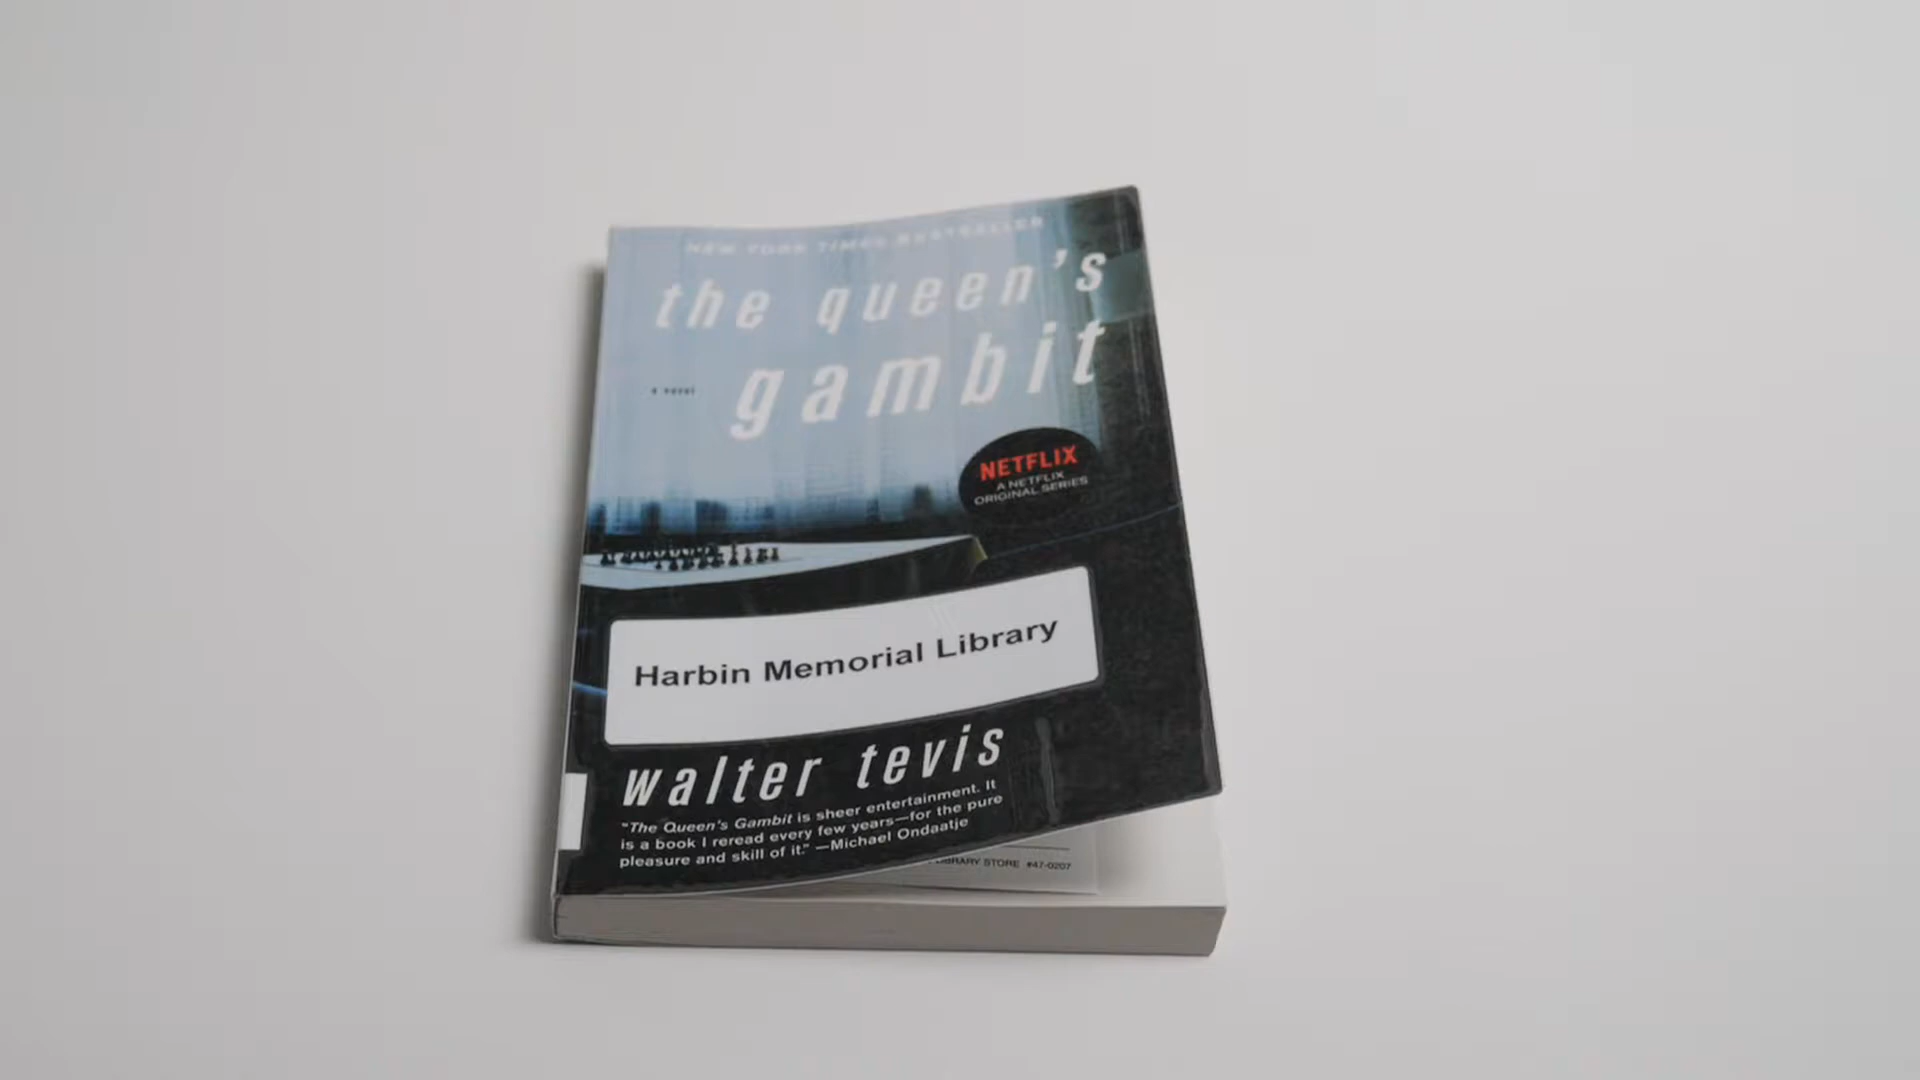 NEW YORK TIMES BESTSELLER
the queen's
gambit
a novel
NETFLIX
A NETFLIX
ORIGINAL SERIES
Harbin Memorial Library
walter tevis
"The Queen's Gambit is sheer entertainment. It
is a book I reread every few years—for the pure
pleasure and skill of it." —Michael Ondaatje
LIBRARY STORE #47-0207